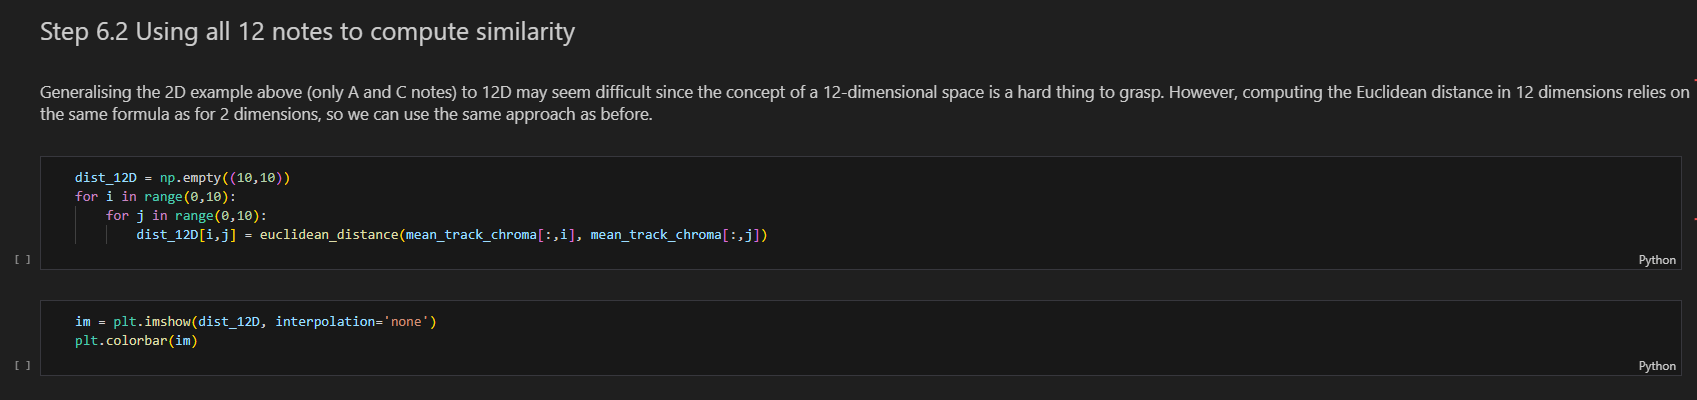 Step 6.2 Using all 12 notes to compute similarity
Generalising the 2D example above (only A and C notes) to 12D may seem difficult since the concept of a 12-dimensional space is a hard thing to grasp. However, computing the Euclidean distance in 12 dimensions relies on
the same formula as for 2 dimensions, so we can use the same approach as before.
dist_12D = np.empty((10,10))
for i in range(0,10):
    for j in range(0,10):
        dist_12D[i,j] = euclidean_distance(mean_track_chroma[:,i], mean_track_chroma[:,j])
[ ]
Python
im = plt.imshow(dist_12D, interpolation='none')
plt.colorbar(im)
[ ]
Python